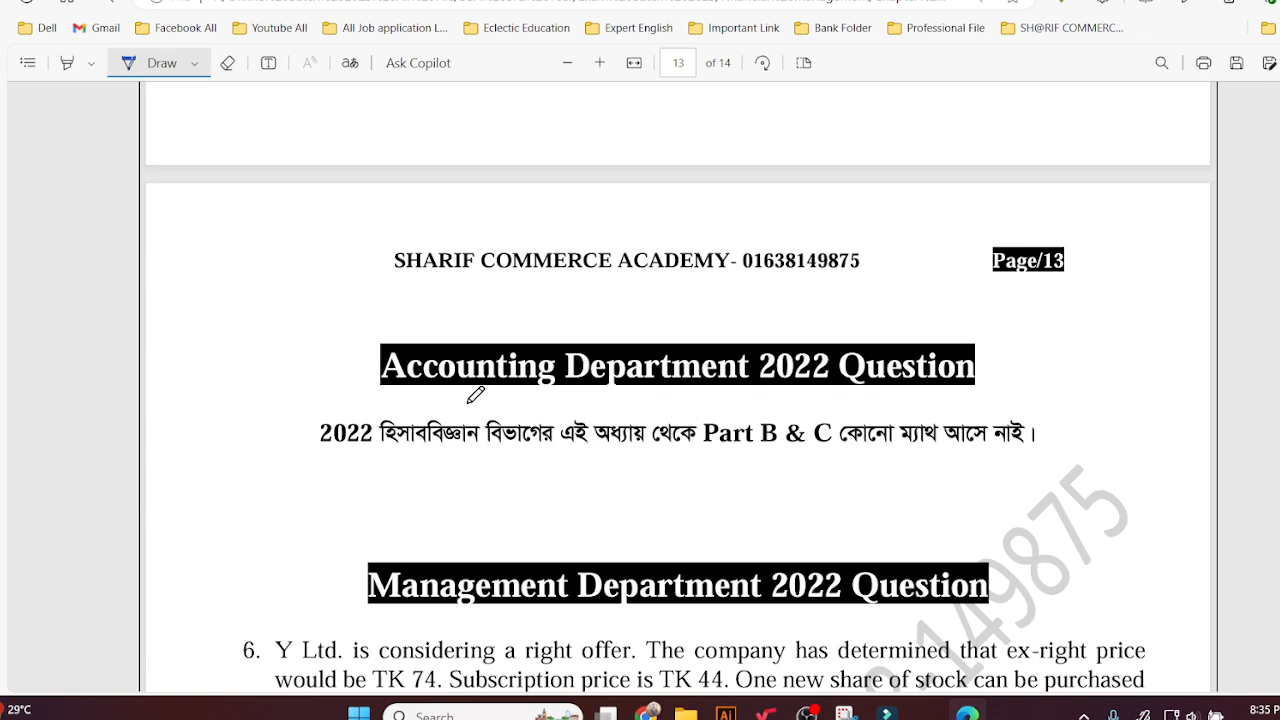 Dell Gmail Facebook All Youtube All All Job application L... Eclectic Education Expert English Important Link Bank Folder Professional File SH@RIF COMMERC...
Draw Ask Copilot 13 of 14
SHARIF COMMERCE ACADEMY- 01638149875 Page/13
Accounting Department 2022 Question
2022 হিসাববিজ্ঞান বিভাগের এই অধ্যায় থেকে Part B & C কোনো ম্যাথ আসে নাই।
Management Department 2022 Question
6. Y Ltd. is considering a right offer. The company has determined that ex-right price
would be TK 74. Subscription price is TK 44. One new share of stock can be purchased
149875
29°C Search 8:35